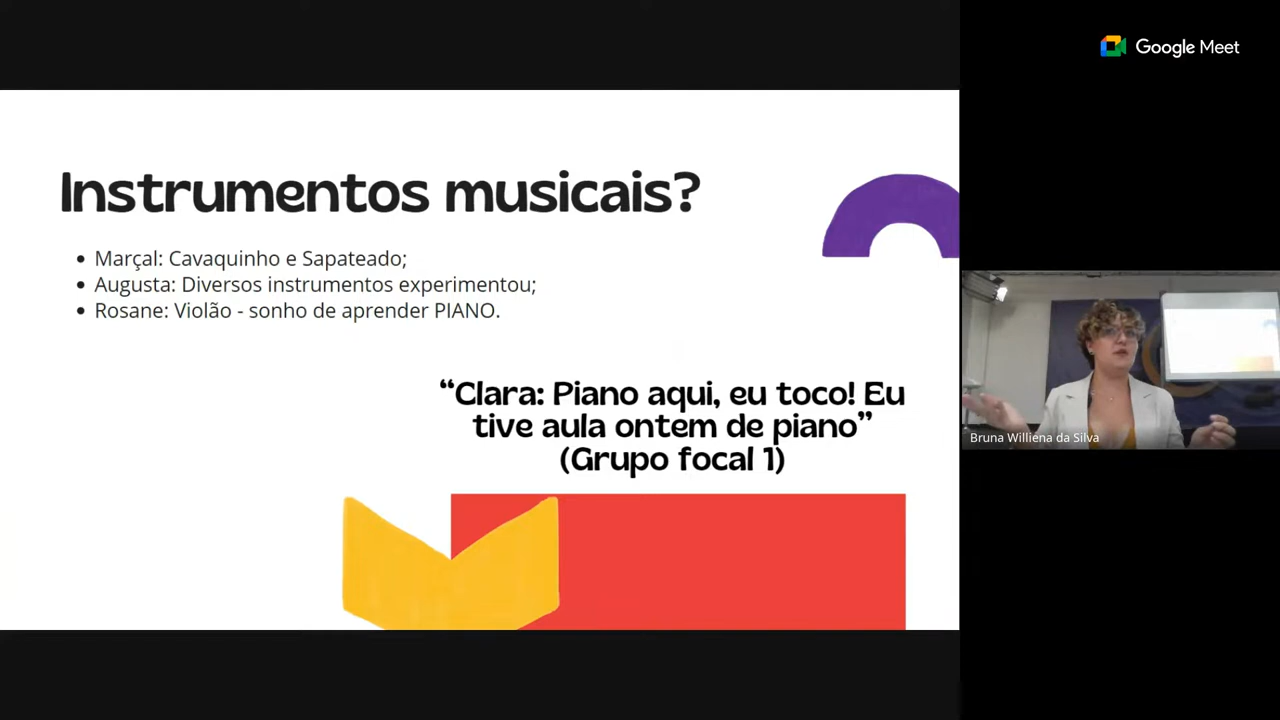 Google Meet
Instrumentos musicais?
• Marçal: Cavaquinho e Sapateado;
• Augusta: Diversos instrumentos experimentou;
• Rosane: Violão - sonho de aprender PIANO.
“Clara: Piano aqui, eu toco! Eu
tive aula ontem de piano”
(Grupo focal 1)
Bruna Williena da Silva